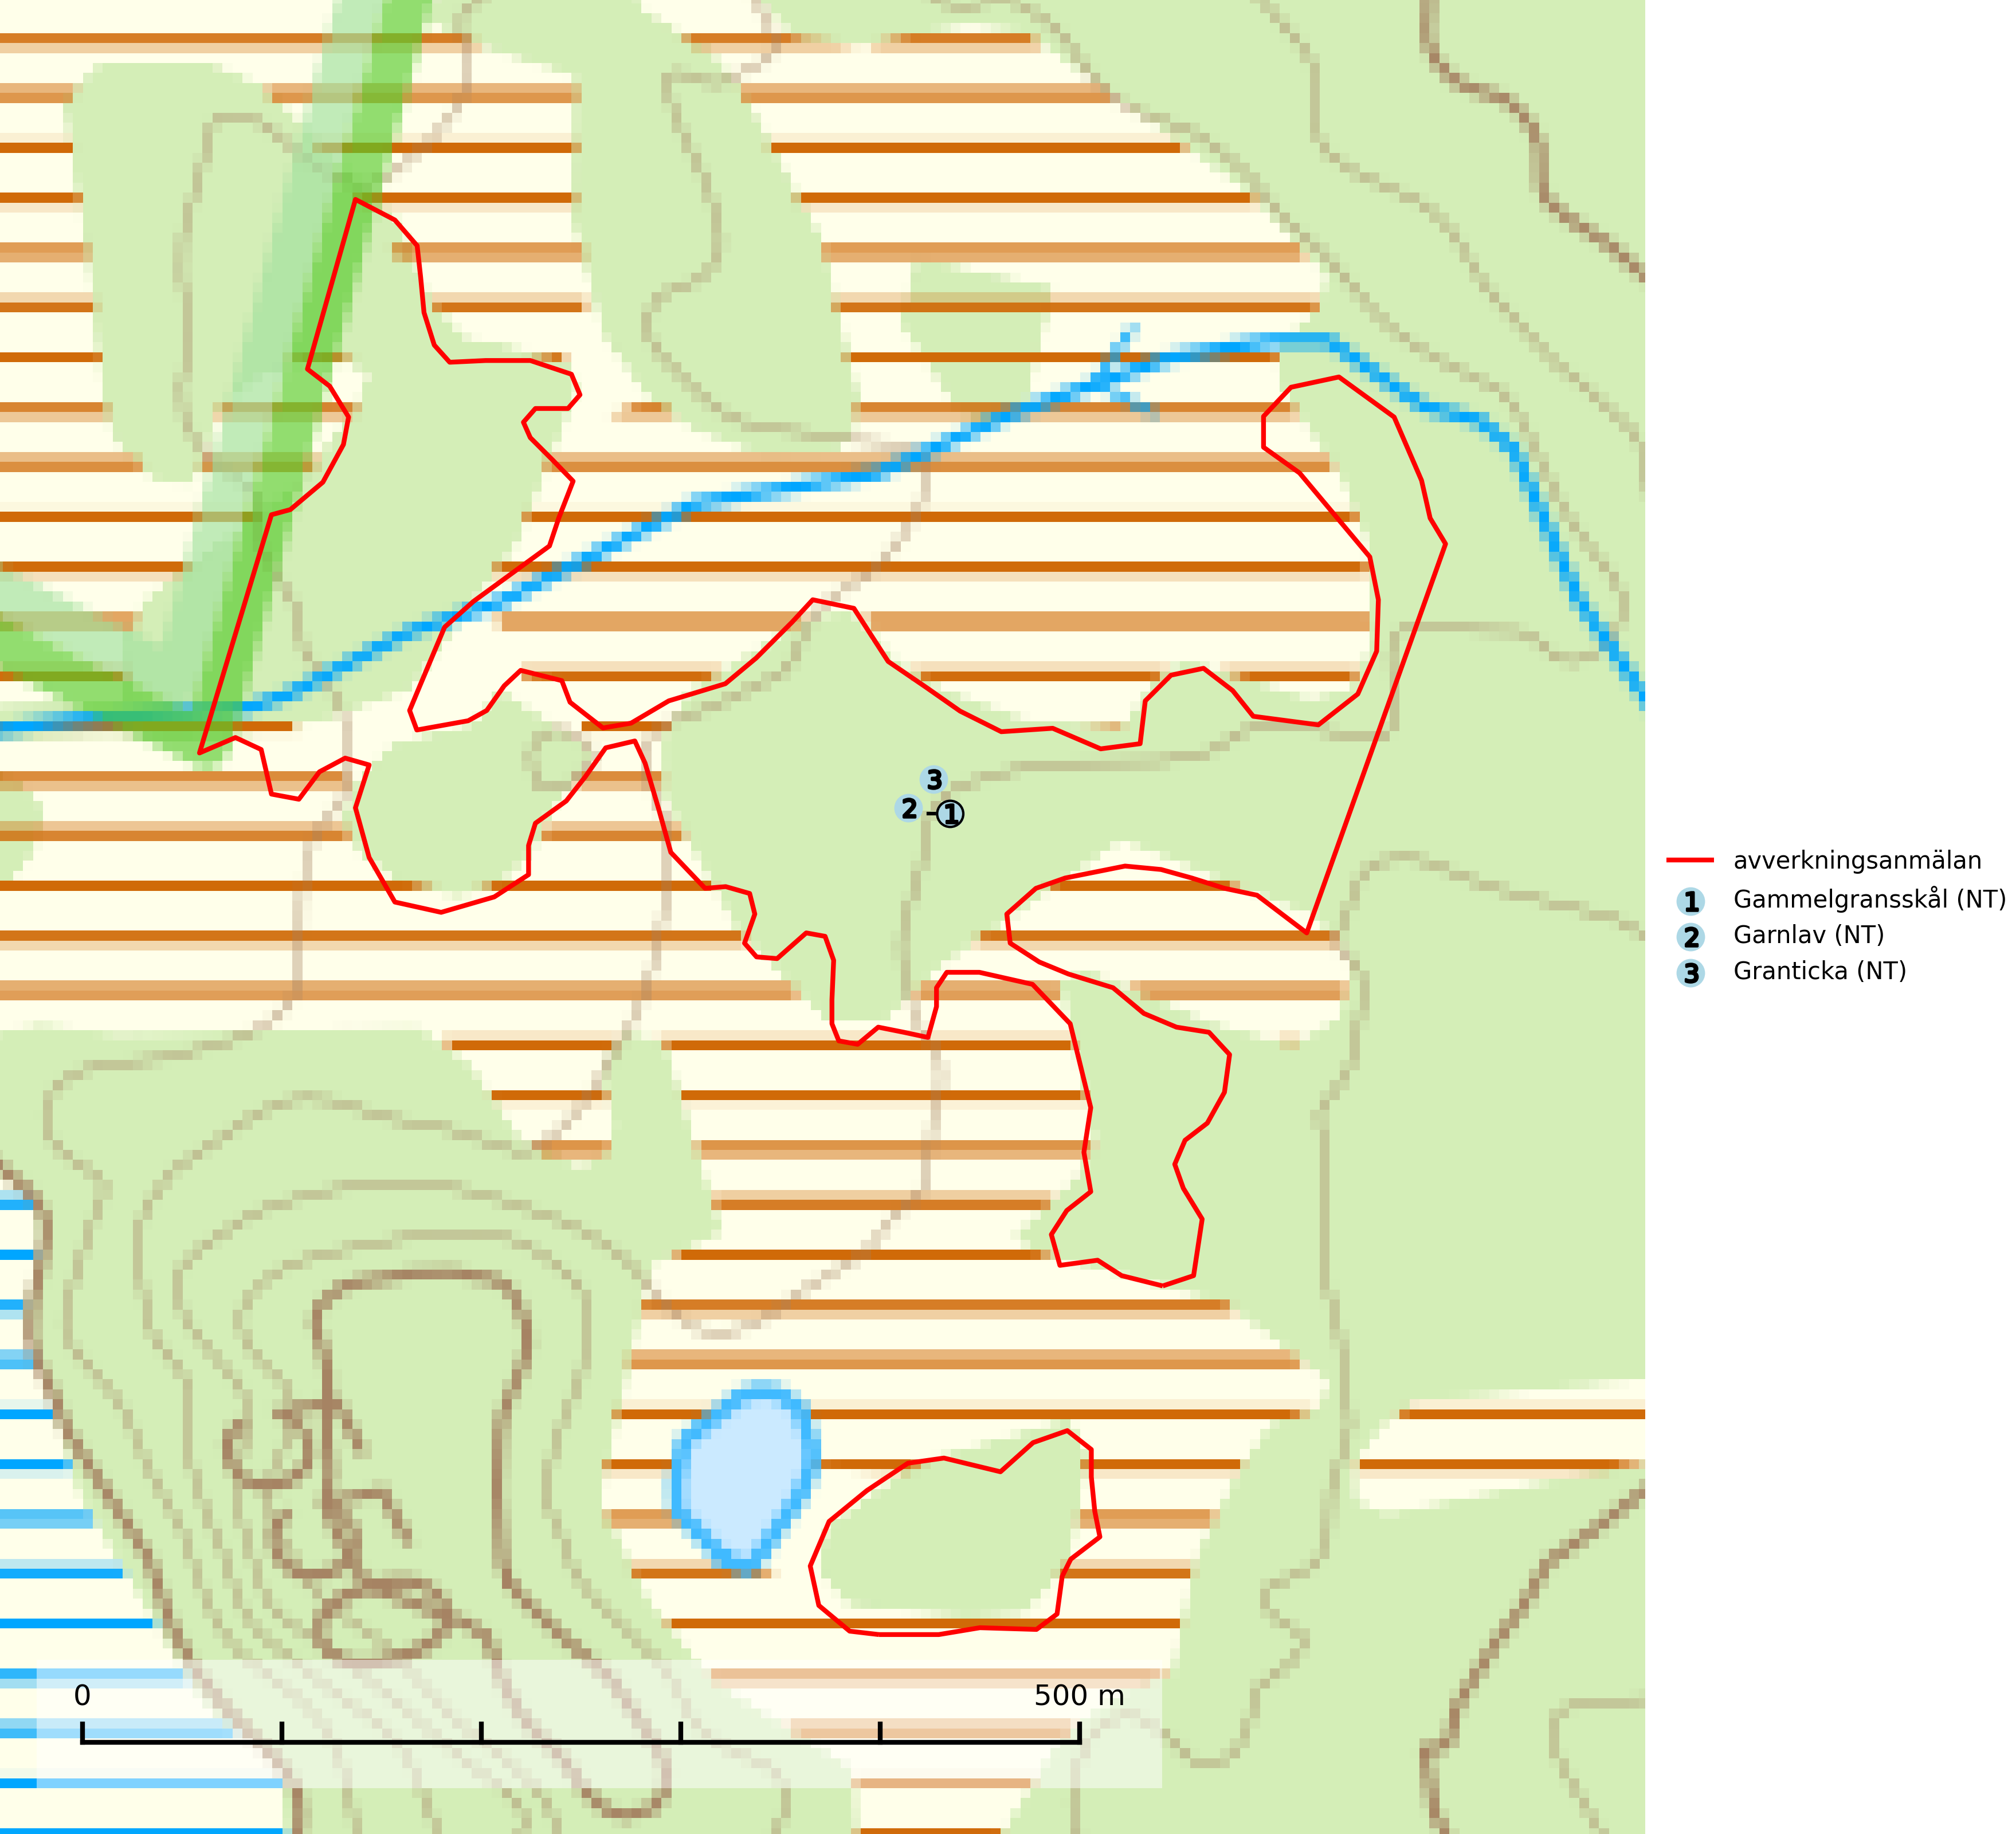 3
2 1
avverkningsanmälan
1 Gammelgransskål (NT)
2 Garnlav (NT)
3 Granticka (NT)
0 500 m